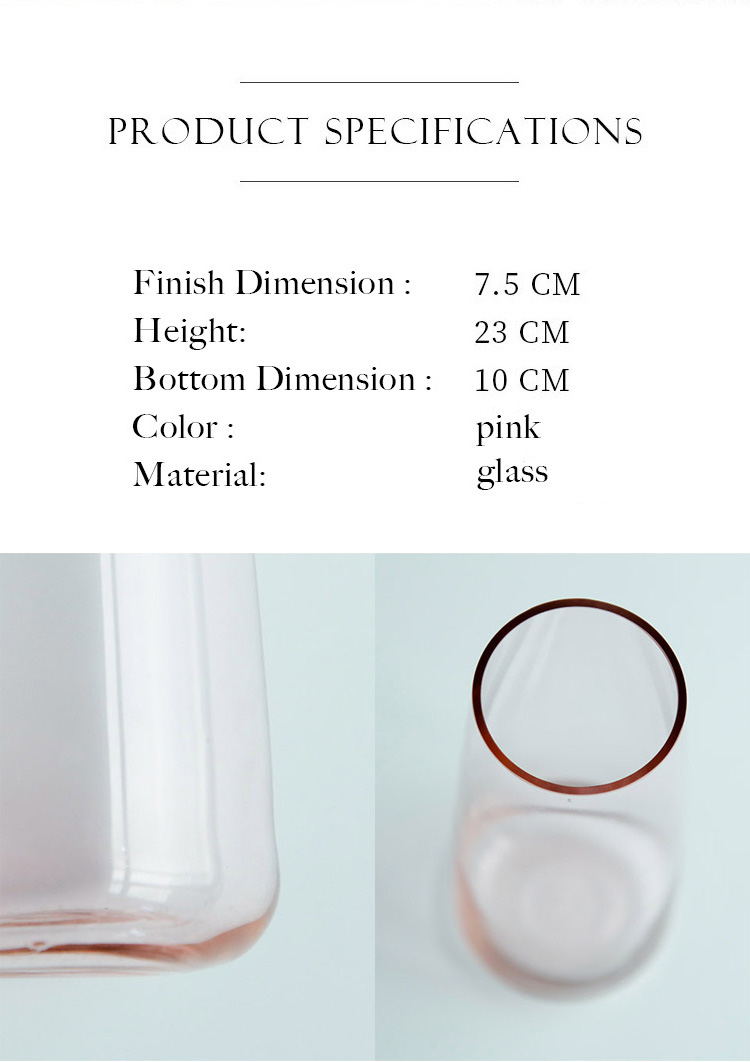 PRODUCT SPECIFICATIONS
Finish Dimension : 7.5 CM
Height: 23 CM
Bottom Dimension : 10 CM
Color : pink
Material: glass